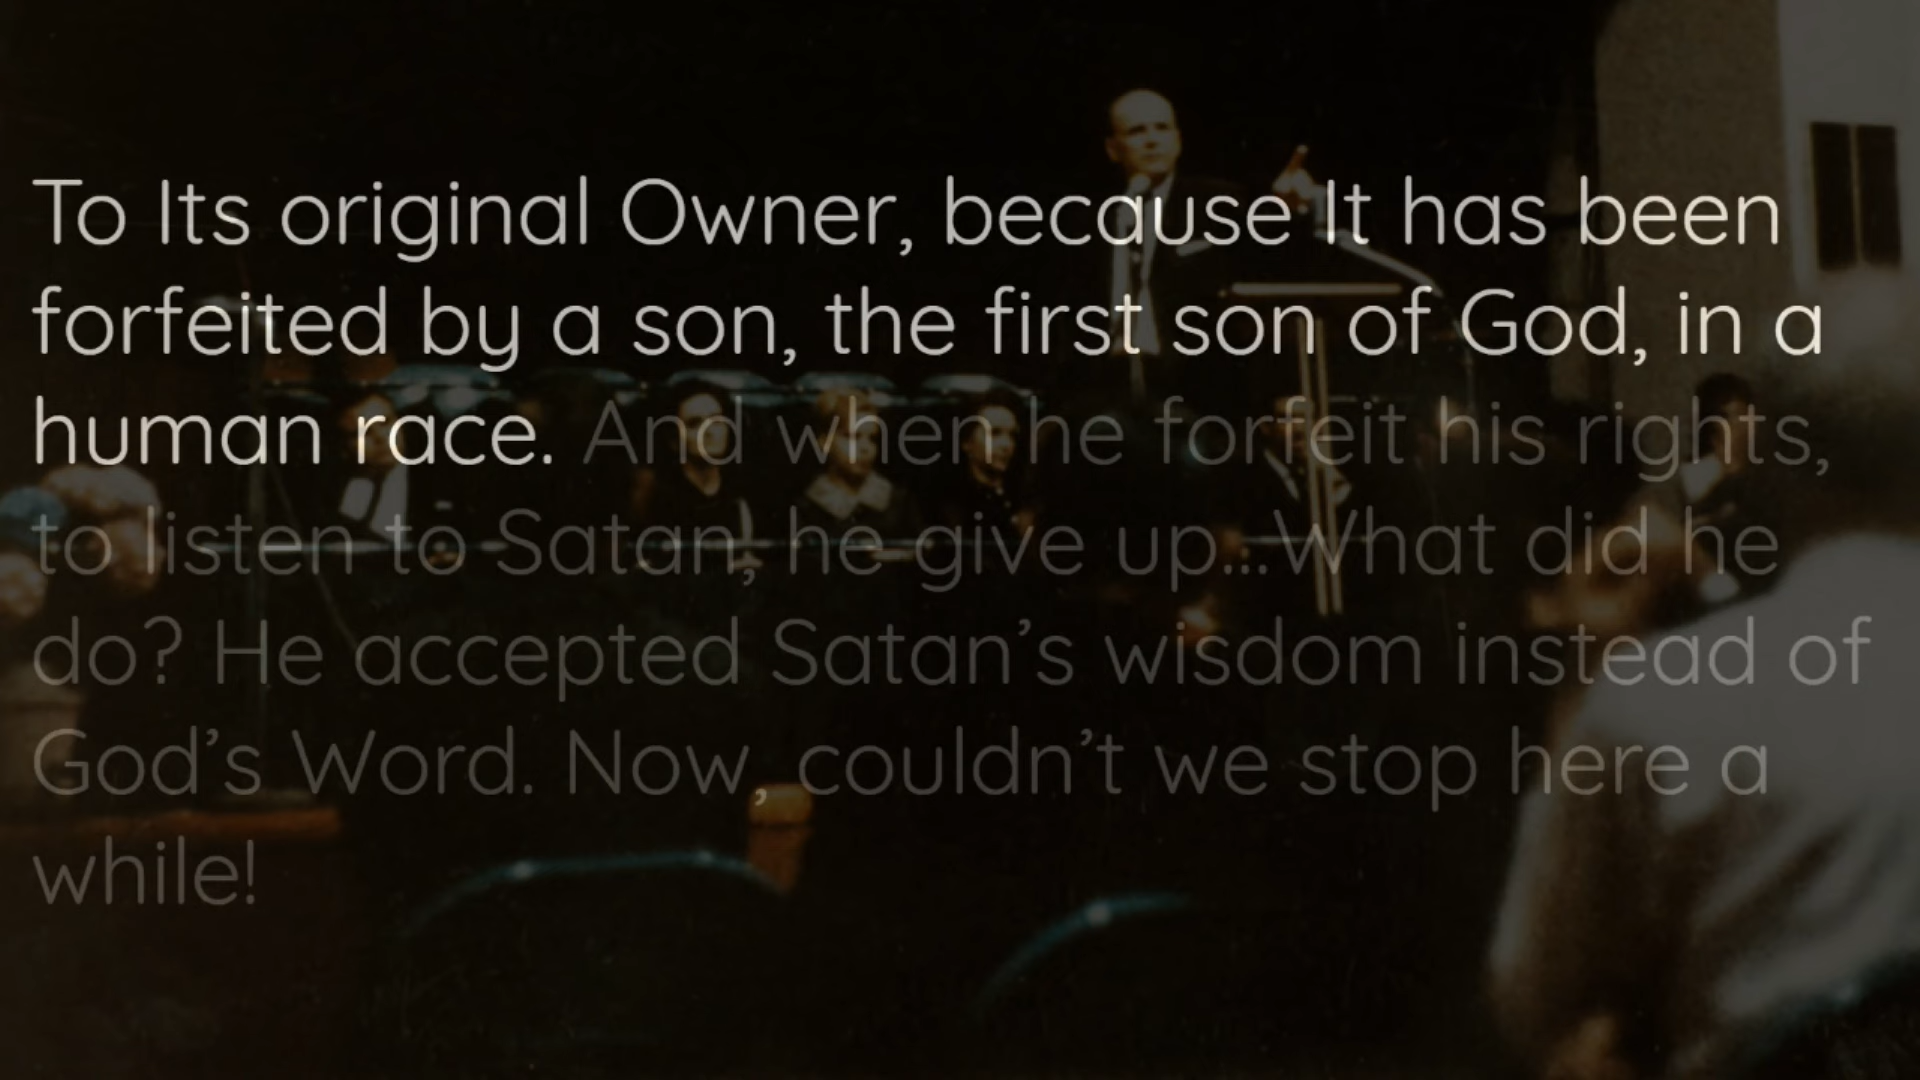 To Its original Owner, because It has been
forfeited by a son, the first son of God, in a
human race. And when he forfeit his rights,
to listen to Satan, he give up...What did he
do? He accepted Satan’s wisdom instead of
God’s Word. Now, couldn’t we stop here a
while!